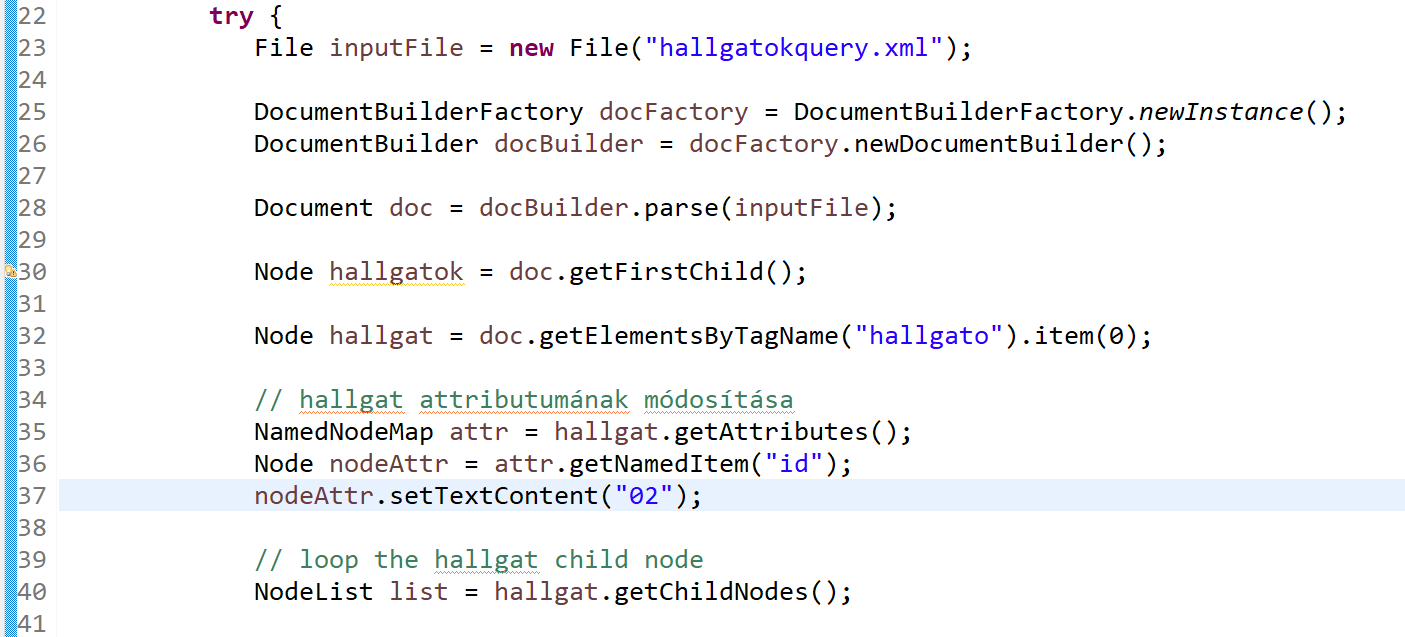 22 try {
23 File inputFile = new File("hallgatokquery.xml");
24
25 DocumentBuilderFactory docFactory = DocumentBuilderFactory.newInstance();
26 DocumentBuilder docBuilder = docFactory.newDocumentBuilder();
27
28 Document doc = docBuilder.parse(inputFile);
29
30 Node hallgatok = doc.getFirstChild();
31
32 Node hallgat = doc.getElementsByTagName("hallgato").item(0);
33
34 // hallgat attributumának módosítása
35 NamedNodeMap attr = hallgat.getAttributes();
36 Node nodeAttr = attr.getNamedItem("id");
37 nodeAttr.setTextContent("02");
38
39 // loop the hallgat child node
40 NodeList list = hallgat.getChildNodes();
41